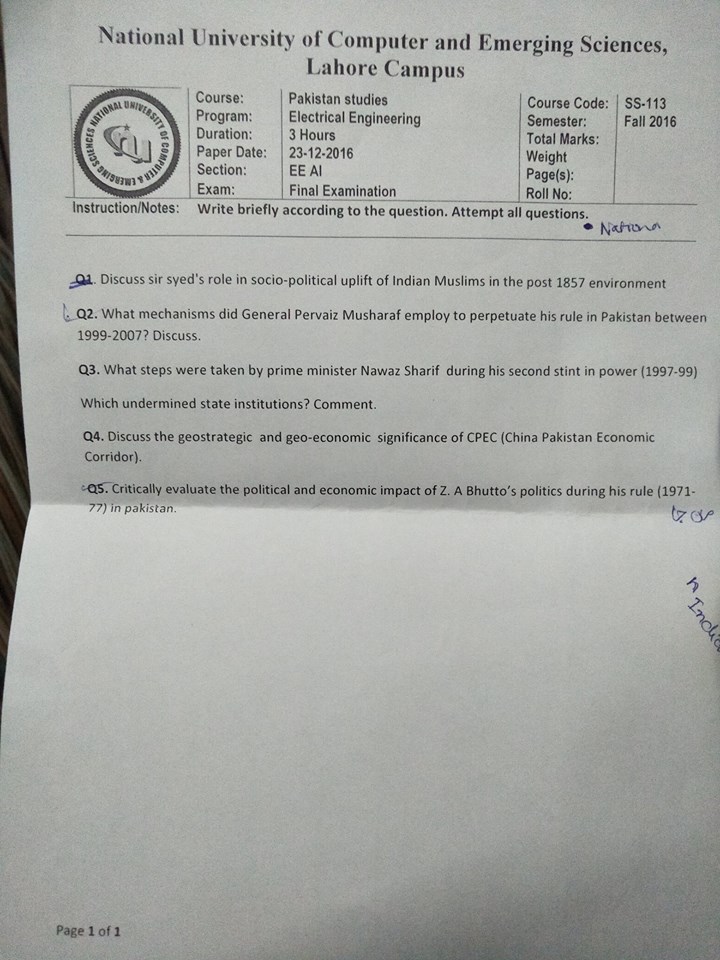 National University of Computer and Emerging Sciences,
Lahore Campus
NATIONAL UNIVERSITY OF COMPUTER & EMERGING SCIENCES
Course: Pakistan studies Course Code: SS-113
Program: Electrical Engineering Semester: Fall 2016
Duration: 3 Hours Total Marks:
Paper Date: 23-12-2016 Weight
Section: EE AI Page(s):
Exam: Final Examination Roll No:
Instruction/Notes: Write briefly according to the question. Attempt all questions.
• Nationa
Q1. Discuss sir syed's role in socio-political uplift of Indian Muslims in the post 1857 environment
Q2. What mechanisms did General Pervaiz Musharaf employ to perpetuate his rule in Pakistan between
1999-2007? Discuss.
Q3. What steps were taken by prime minister Nawaz Sharif during his second stint in power (1997-99)
Which undermined state institutions? Comment.
Q4. Discuss the geostrategic and geo-economic significance of CPEC (China Pakistan Economic
Corridor).
Q5. Critically evaluate the political and economic impact of Z. A Bhutto's politics during his rule (1971-
77) in pakistan.
India
Page 1 of 1